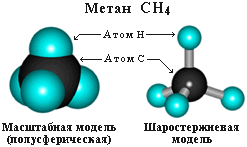 Метан CH4
Атом H
Атом C
Масштабная модель
(полусферическая)
Шаростержневая
модель